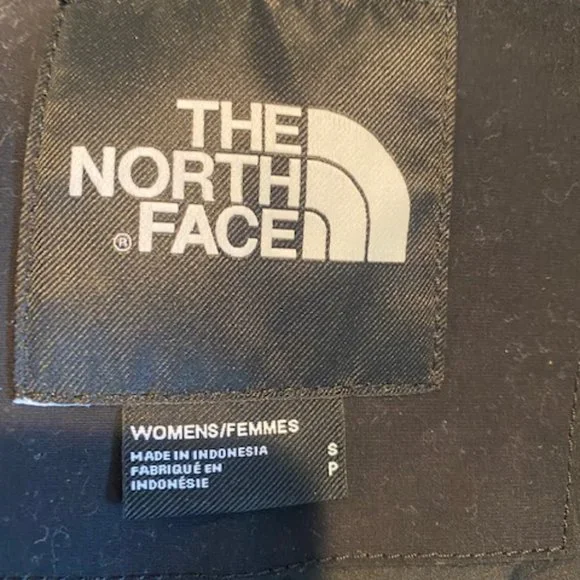 THE
NORTH
® FACE
WOMENS/FEMMES
MADE IN INDONESIA S
FABRIQUÉ EN P
INDONÉSIE